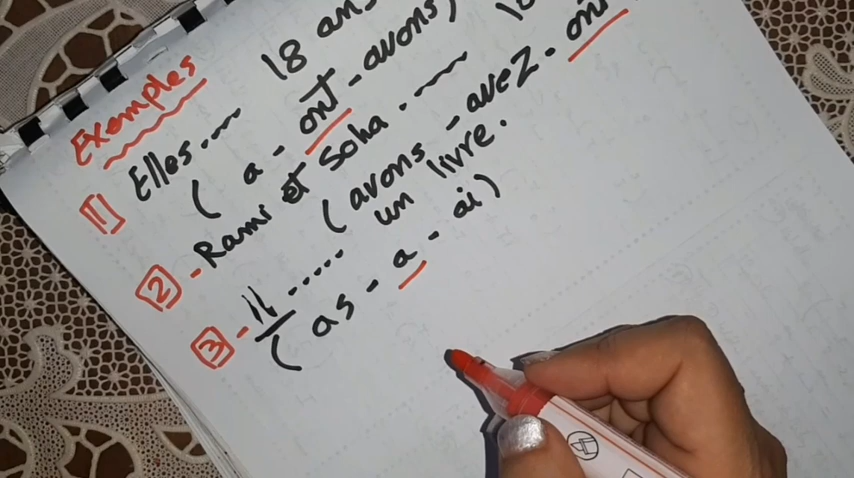 Exemples
1) Elles.... 18 ans
( a - ont - avons )
2 - Rami et Soha .... 18
( avons - avez - ont
3 - Il ..... un livre.
( as - a - ai )